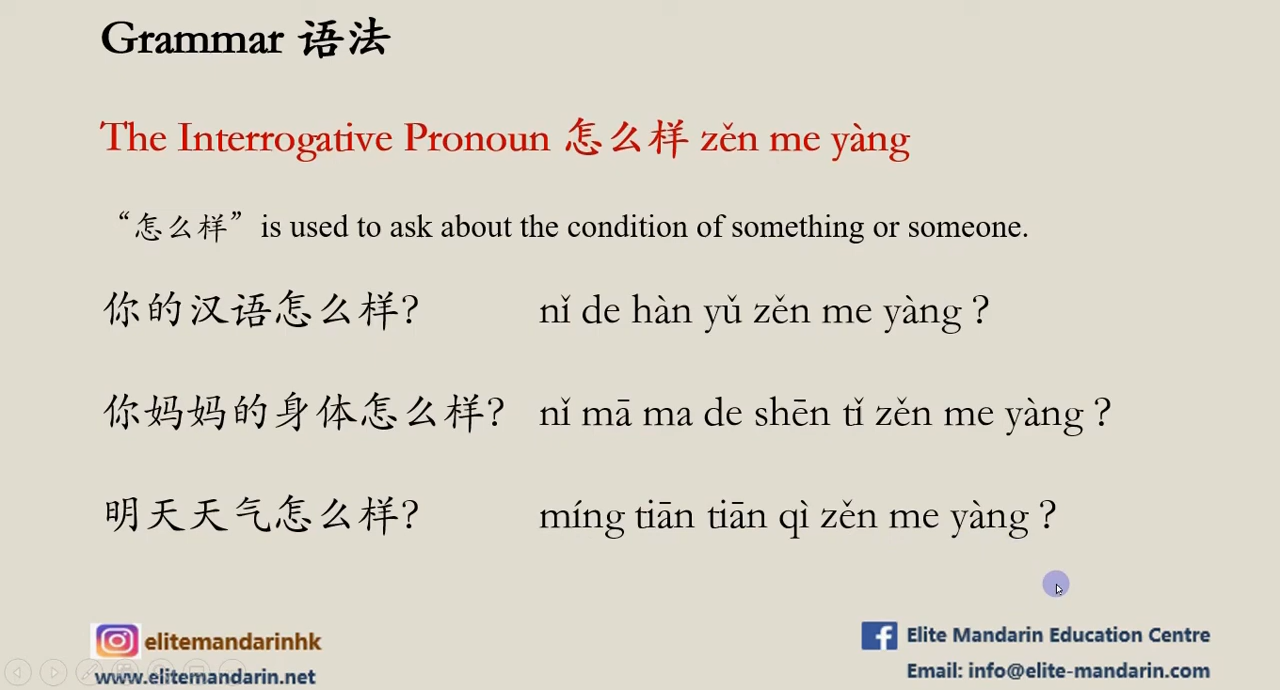 Grammar 语法
The Interrogative Pronoun 怎么样 zěn me yàng
“怎么样” is used to ask about the condition of something or someone.
你的汉语怎么样? nǐ de hàn yǔ zěn me yàng ?
你妈妈的身体怎么样? nǐ mā ma de shēn tǐ zěn me yàng ?
明天天气怎么样? míng tiān tiān qì zěn me yàng ?
elitemandarinhk
www.elitemandarin.net
Elite Mandarin Education Centre
Email: info@elite-mandarin.com